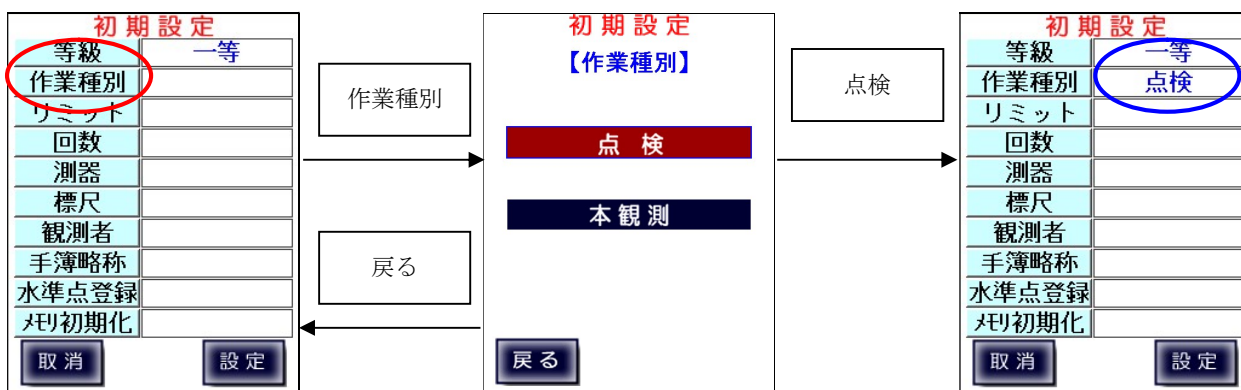 初期設定
等級 一等
作業種別
リミット
回数
測器
標尺
観測者
手簿略称
水準点登録
ﾒﾓﾘ初期化
取消 設定
作業種別
戻る
初期設定
【作業種別】
点 検
本観測
戻る
点検
初期設定
等級 一等
作業種別 点検
リミット
回数
測器
標尺
観測者
手簿略称
水準点登録
ﾒﾓﾘ初期化
取消 設定